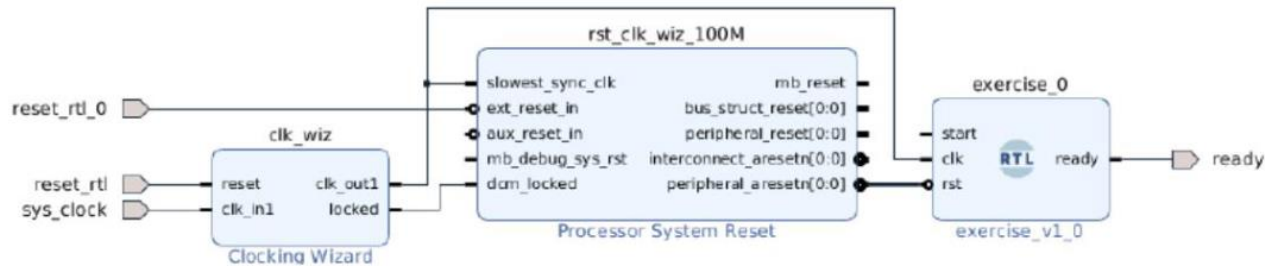 rst_clk_wiz_100M
slowest_sync_clk
mb_reset
exercise_0
reset_rtl_0
ext_reset_in
bus_struct_reset[0:0]
clk_wiz
aux_reset_in
peripheral_reset[0:0]
start
mb_debug_sys_rst
interconnect_aresetn[0:0]
clk
RTL
ready
ready
reset_rtl
reset
clk_out1
dcm_locked
peripheral_aresetn[0:0]
rst
sys_clock
clk_in1
locked
Processor System Reset
exercise_v1_0
Clocking Wizard